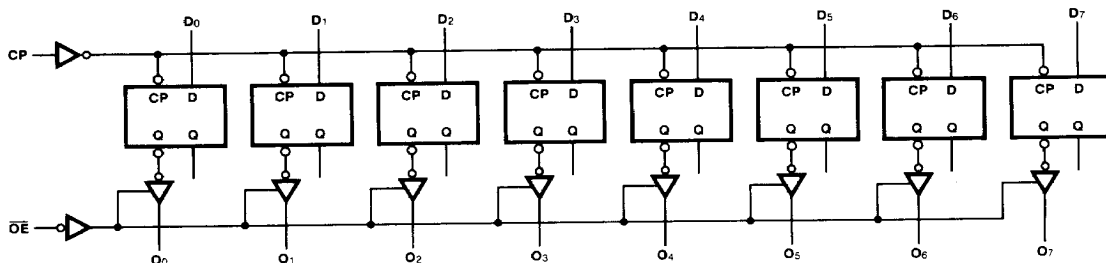 D0 D1 D2 D3 D4 D5 D6 D7
CP
CP D CP D CP D CP D CP D CP D CP D CP D
Q Q Q Q Q Q Q Q Q Q Q Q Q Q Q Q
OE
O0 O1 O2 O3 O4 O5 O6 O7